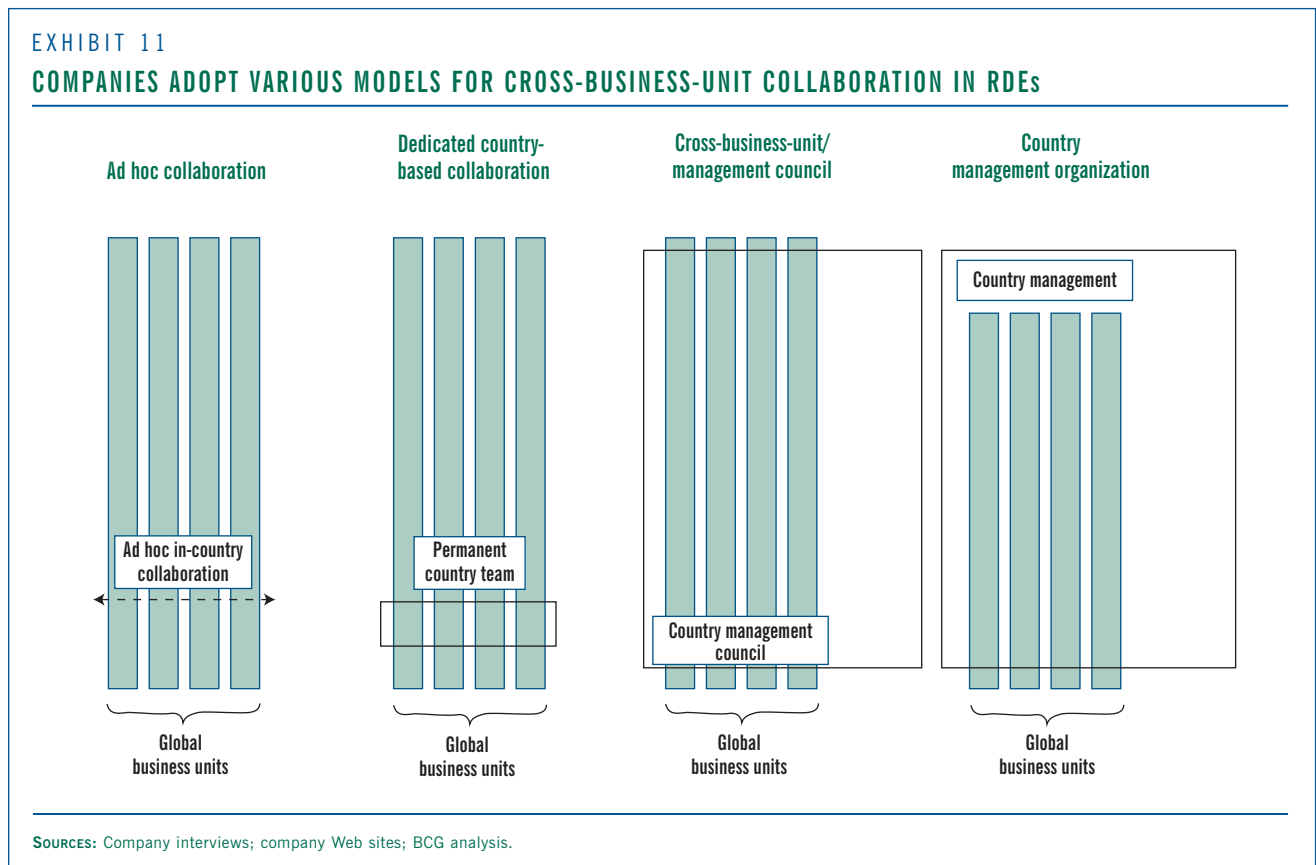 EXHIBIT 11
COMPANIES ADOPT VARIOUS MODELS FOR CROSS-BUSINESS-UNIT COLLABORATION IN RDEs
Ad hoc collaboration
Dedicated country-
based collaboration
Cross-business-unit/
management council
Country
management organization
Ad hoc in-country
collaboration
Permanent
country team
Country management
council
Country management
Global
business units
Global
business units
Global
business units
Global
business units
SOURCES: Company interviews; company Web sites; BCG analysis.